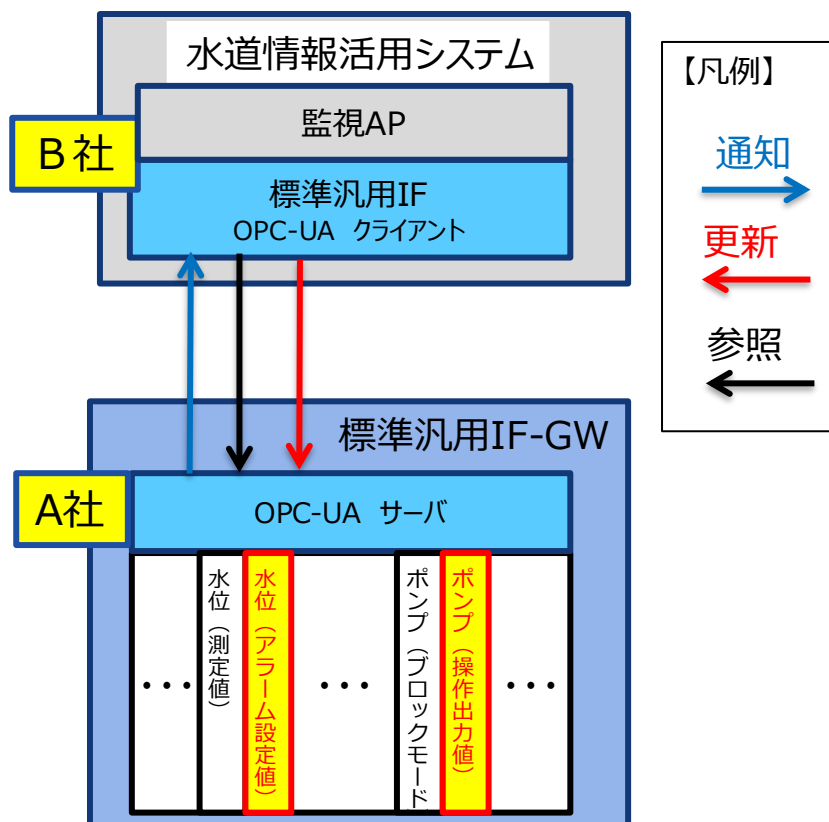 水道情報活用システム
監視AP
B社
標準汎用IF
OPC-UA クライアント
【凡例】
通知
更新
参照
標準汎用IF-GW
A社
OPC-UA サーバ
・・・
水位（測定値）
水位（アラーム設定値）
・・・
ポンプ（ブロックモード）
ポンプ（操作出力値）
・・・